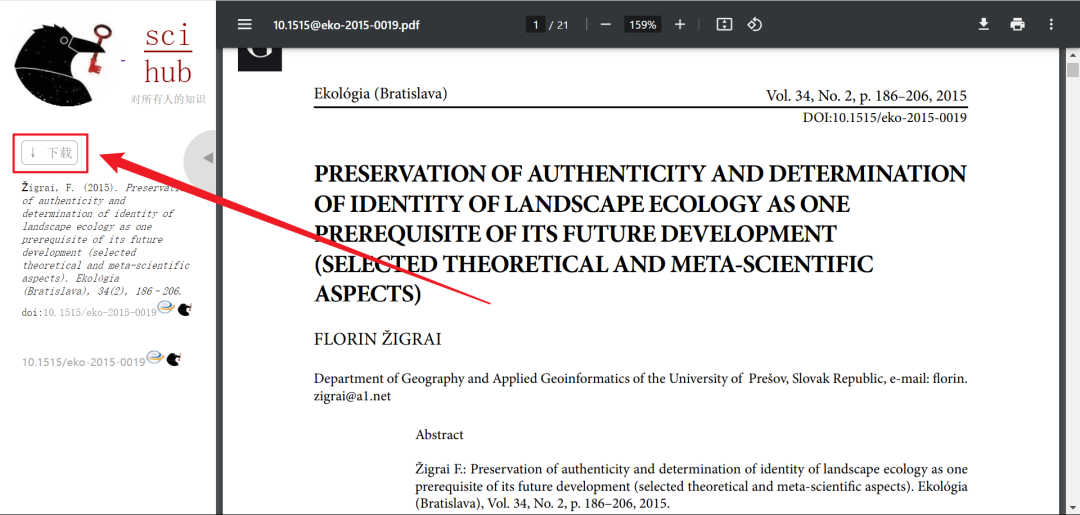 sci
hub
对所有人的知识
↓ 下载
Žigrai, F. (2015). Preservatio
of authenticity and
determination of identity of
landscape ecology as one
prerequisite of its future
development (selected
theoretical and meta-scientific
aspects). Ekológia
(Bratislava), 34(2), 186–206.
doi:10.1515/eko-2015-0019
10.1515/eko-2015-0019
10.1515@eko-2015-0019.pdf
1 / 21
159%
G
Ekológia (Bratislava)
Vol. 34, No. 2, p. 186–206, 2015
DOI:10.1515/eko-2015-0019
PRESERVATION OF AUTHENTICITY AND DETERMINATION
OF IDENTITY OF LANDSCAPE ECOLOGY AS ONE
PREREQUISITE OF ITS FUTURE DEVELOPMENT
(SELECTED THEORETICAL AND META-SCIENTIFIC
ASPECTS)
FLORIN ŽIGRAI
Department of Geography and Applied Geoinformatics of the University of Prešov, Slovak Republic, e-mail: florin.
zigrai@a1.net
Abstract
Žigrai F.: Preservation of authenticity and determination of identity of landscape ecology as one
prerequisite of its future development (selected theoretical and meta-scientific aspects). Ekológia
(Bratislava), Vol. 34, No. 2, p. 186–206, 2015.